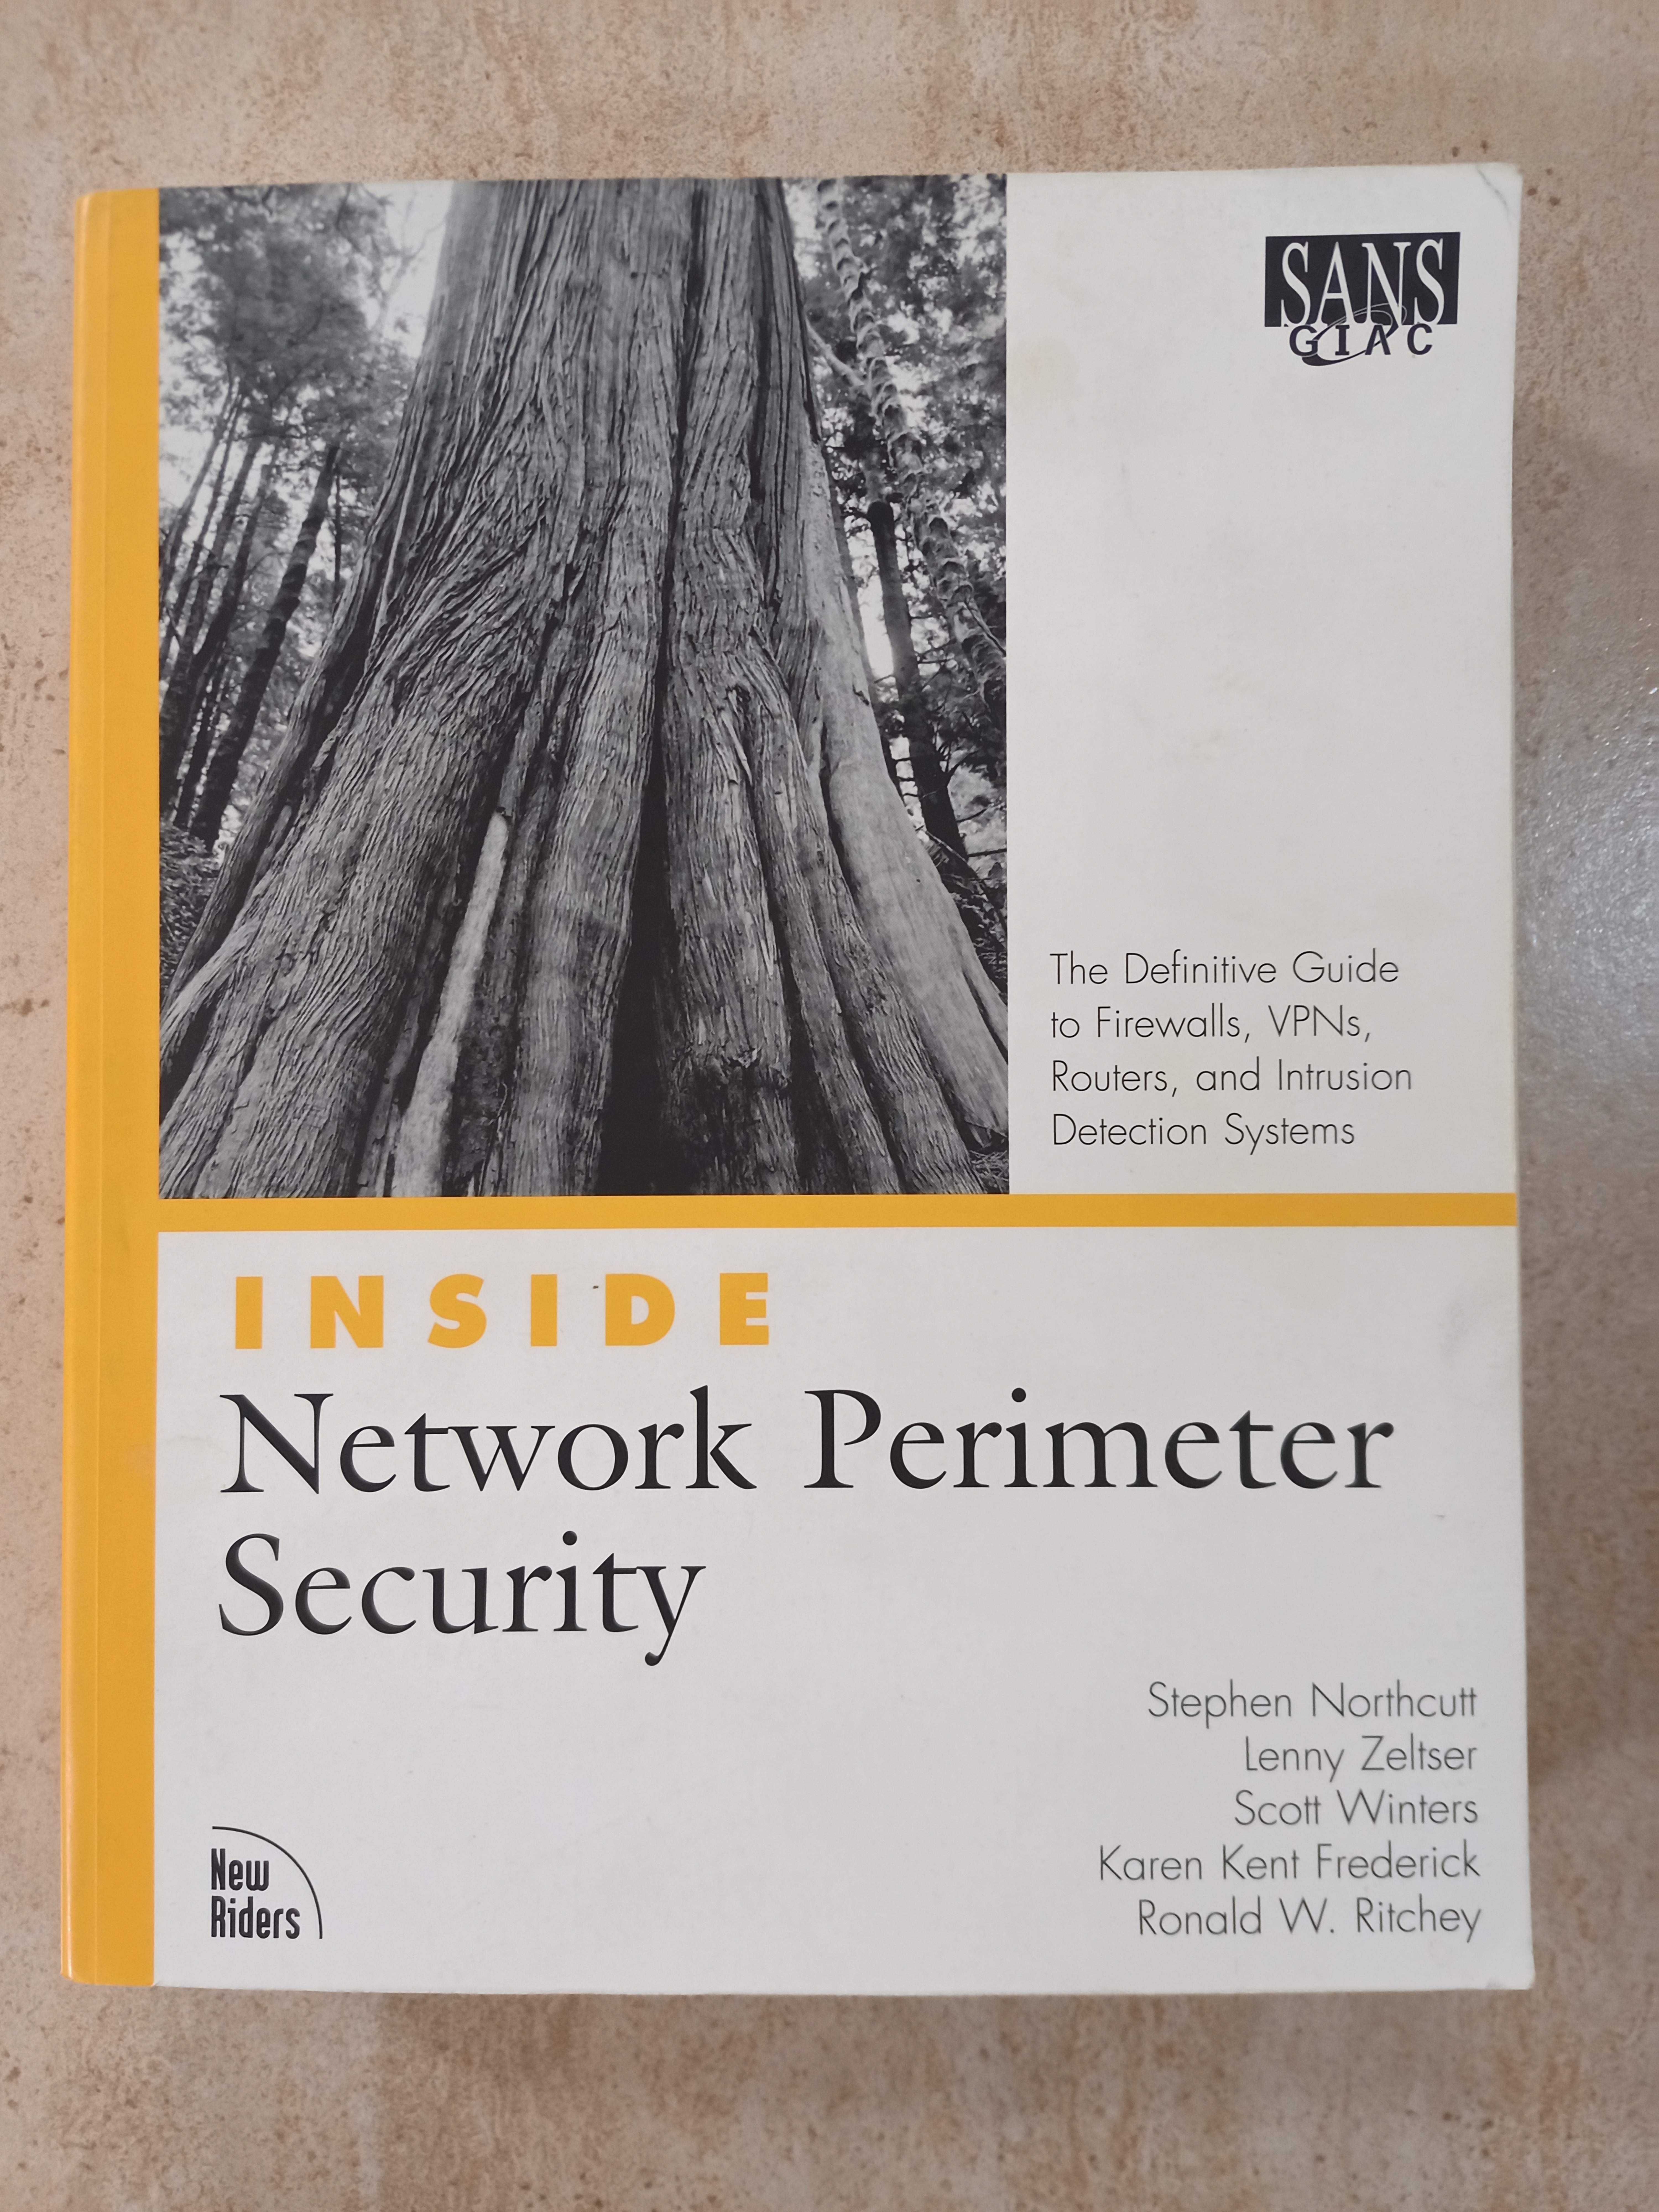 SANS
GIAC
The Definitive Guide
to Firewalls, VPNs,
Routers, and Intrusion
Detection Systems
INSIDE
Network Perimeter
Security
Stephen Northcutt
Lenny Zeltser
Scott Winters
Karen Kent Frederick
Ronald W. Ritchey
New
Riders